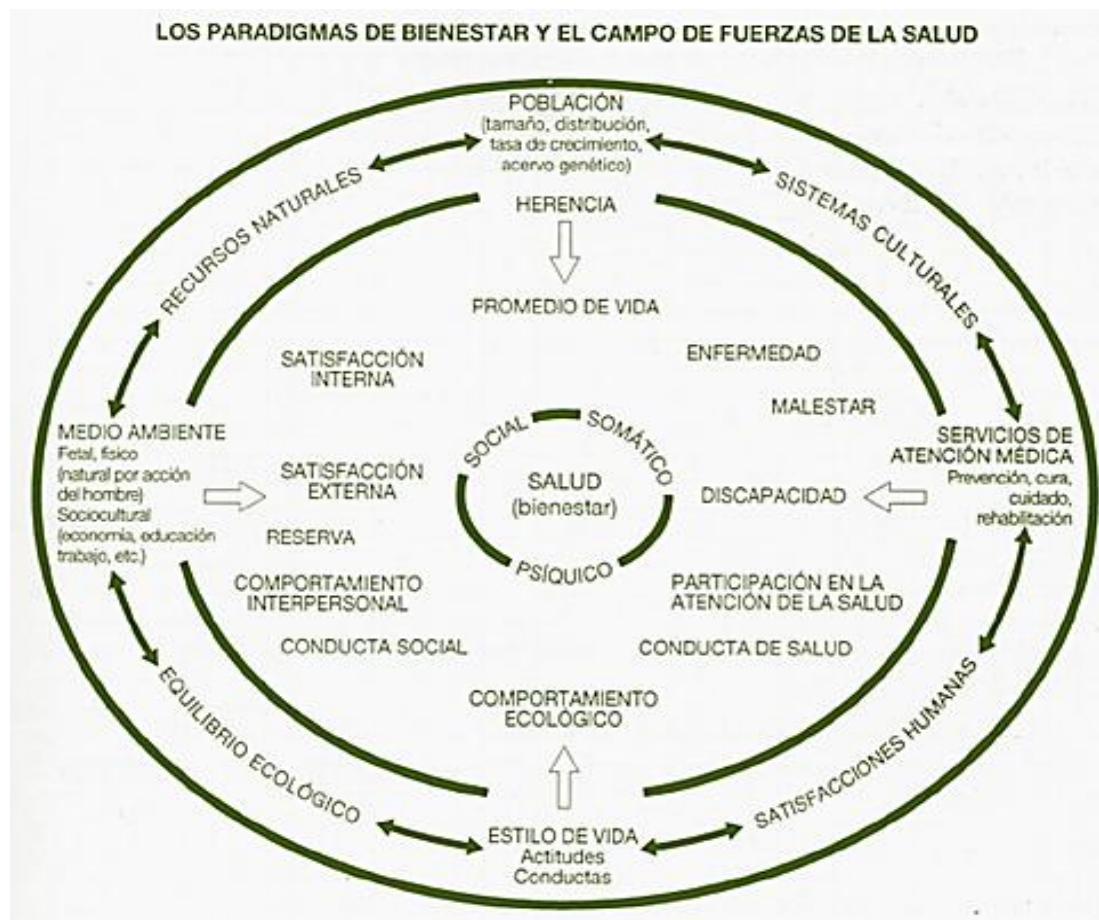 LOS PARADIGMAS DE BIENESTAR Y EL CAMPO DE FUERZAS DE LA SALUD
POBLACIÓN
(tamaño, distribución,
tasa de crecimiento,
acervo genético)
RECURSOS NATURALES
SISTEMAS CULTURALES
HERENCIA
PROMEDIO DE VIDA
SATISFACCIÓN
INTERNA
ENFERMEDAD
MALESTAR
MEDIO AMBIENTE
Fetal, físico
(natural por acción
del hombre)
Sociocultural
(economía, educación
trabajo, etc.)
SATISFACCIÓN
EXTERNA
RESERVA
SOCIAL
SOMÁTICO
SALUD
(bienestar)
PSÍQUICO
DISCAPACIDAD
SERVICIOS DE
ATENCIÓN MÉDICA
Prevención, cura,
cuidado,
rehabilitación
COMPORTAMIENTO
INTERPERSONAL
PARTICIPACIÓN EN LA
ATENCIÓN DE LA SALUD
CONDUCTA SOCIAL
CONDUCTA DE SALUD
COMPORTAMIENTO
ECOLÓGICO
EQUILIBRIO ECOLÓGICO
SATISFACCIONES HUMANAS
ESTILO DE VIDA
Actitudes
Conductas